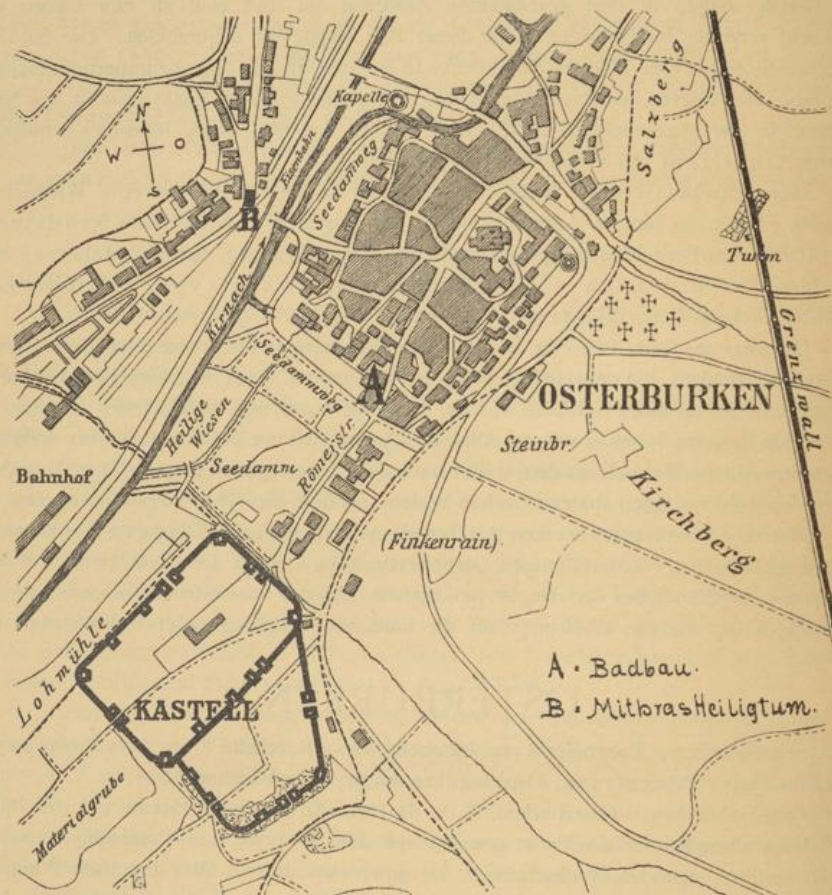 Kapelle
Salzberg
N
W O
S
Eisenbahn
Seedammweg
B
Turm
Kirnach
Grenzwall
Seedammweg
A
OSTERBURKEN
Heilige
Wiesen
Steinbr.
Bahnhof
Seedamm
Römerstr.
Kirchberg
(Finkenrain)
Lohmühle
KASTELL
A • Badbau.
B • MithrasHeiligtum.
Materialgrube